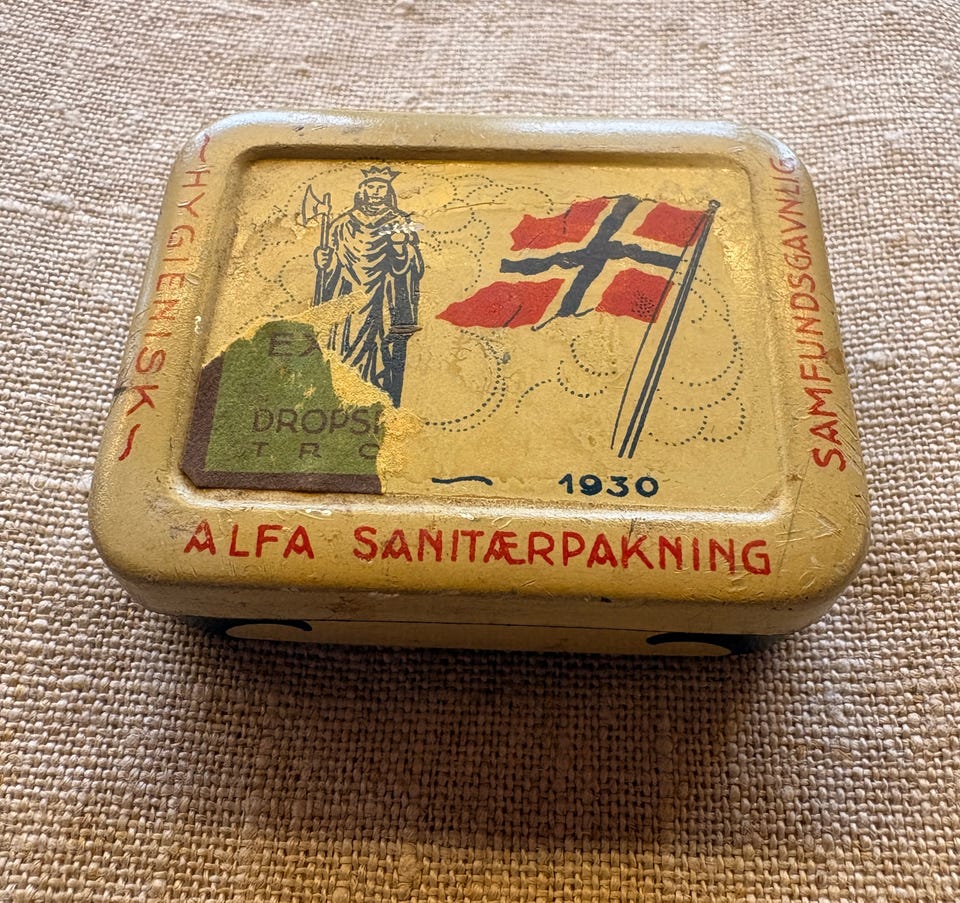 HYGIENISK
SAMFUNDSGAVNLIG
DROPS
1930
ALFA SANITÆRPAKNING